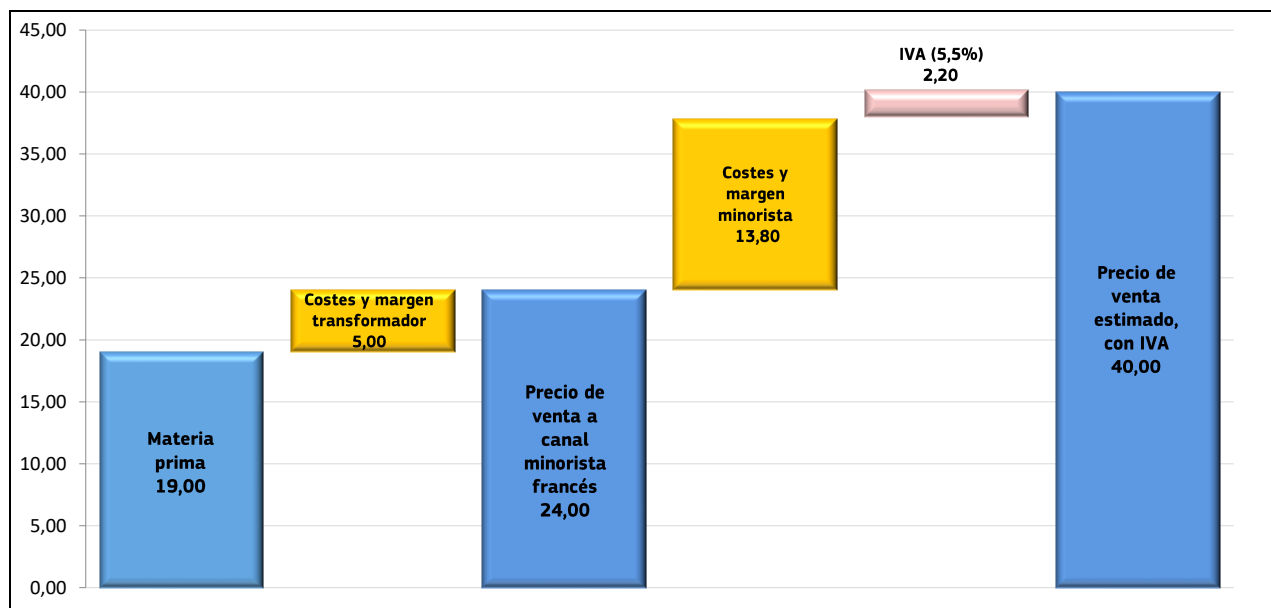 45,00
40,00
35,00
30,00
25,00
20,00
15,00
10,00
5,00
0,00
Materia
prima
19,00
Costes y margen
transformador
5,00
Precio de
venta a
canal
minorista
francés
24,00
Costes y
margen
minorista
13,80
IVA (5,5%)
2,20
Precio de
venta
estimado,
con IVA
40,00